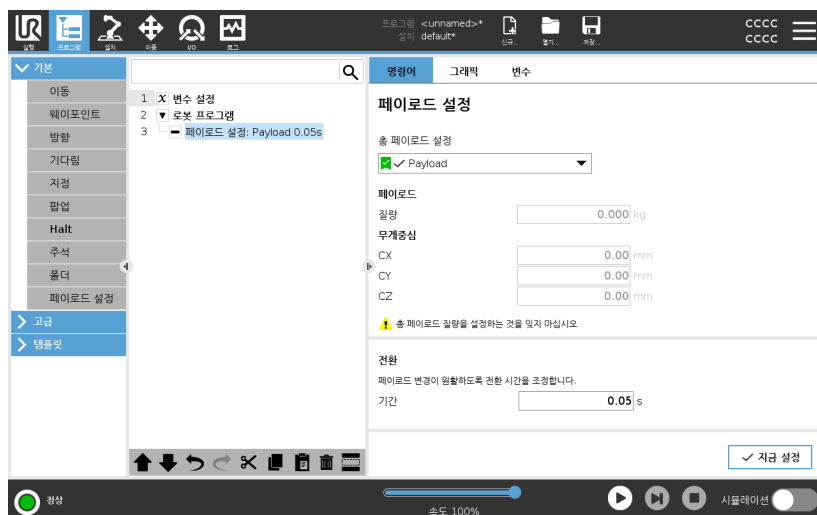 UR
실행
프로그램
설치
이동
I/O
로그
프로그램 <unnamed>*
설치 default*
신규...
열기...
저장...
cccc
cccc
기본
이동
웨이포인트
방향
기다림
지정
팝업
Halt
주석
폴더
페이로드 설정
고급
템플릿
1 X 변수 설정
2 로봇 프로그램
3 페이로드 설정: Payload 0.05s
명령어 그래픽 변수
페이로드 설정
총 페이로드 설정
Payload
페이로드
질량 0.000 kg
무게중심
CX 0.00 mm
CY 0.00 mm
CZ 0.00 mm
총 페이로드 질량을 설정하는 것을 잊지 마십시오
전환
페이로드 변경이 원활하도록 전환 시간을 조정합니다.
기간 0.05 s
지금 설정
정상
속도 100%
시뮬레이션